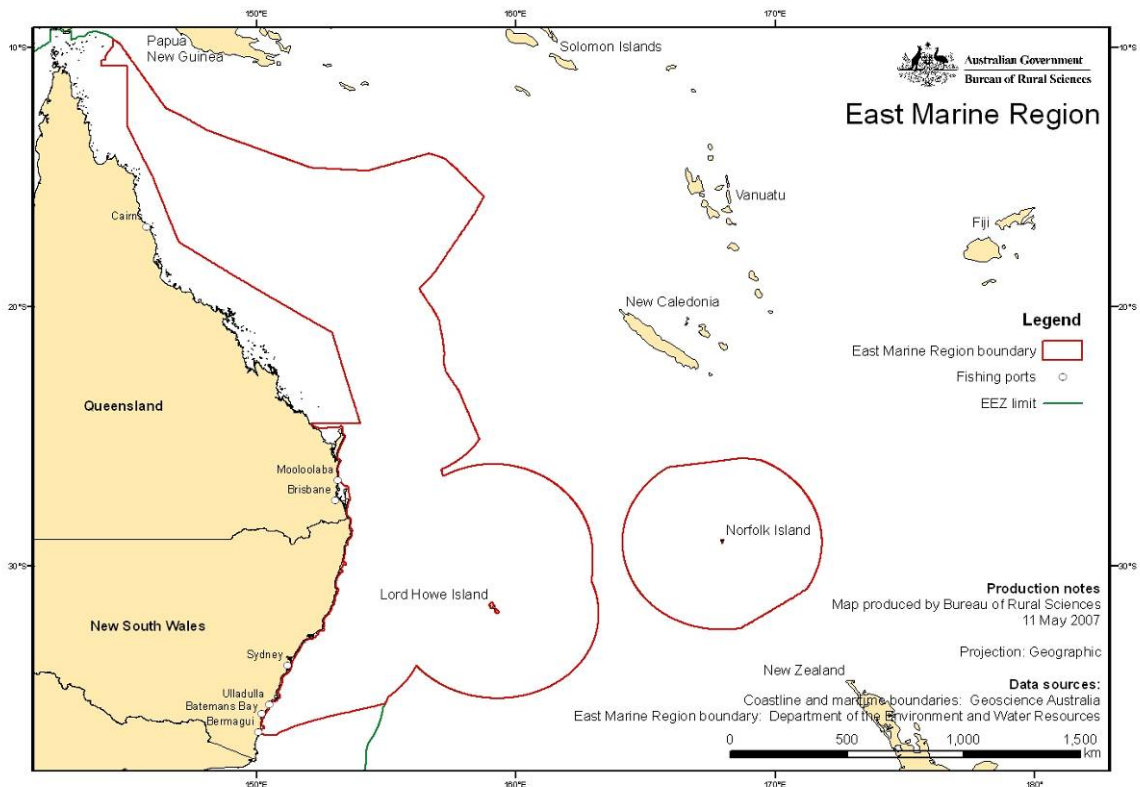 150°E
160°E
170°E
10°S
Papua
New Guinea
Solomon Islands
10°S
Australian Government
Bureau of Rural Sciences
East Marine Region
Vanuatu
Cairns
Fiji
20°S
New Caledonia
20°S
Legend
East Marine Region boundary
Fishing ports
EEZ limit
Queensland
Mooloolaba
Brisbane
Norfolk Island
30°S
30°S
Lord Howe Island
Production notes
Map produced by Bureau of Rural Sciences
11 May 2007
New South Wales
Projection: Geographic
Sydney
New Zealand
Data sources:
Ulladulla
Coastline and maritime boundaries: Geoscience Australia
Batemans Bay
East Marine Region boundary: Department of the Environment and Water Resources
Bermagui
0 500 1,000 1,500
km
150°E
160°E
170°E
180°